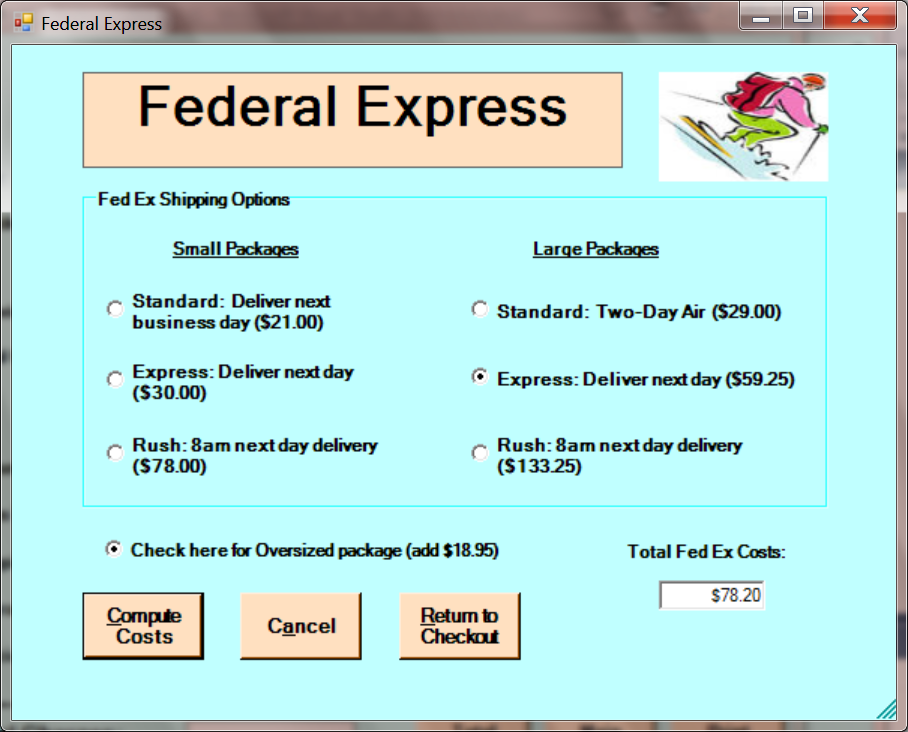 Federal Express
Federal Express
Fed Ex Shipping Options
Small Packages
Large Packages
Standard: Deliver next
business day ($21.00)
Standard: Two-Day Air ($29.00)
Express: Deliver next day
($30.00)
Express: Deliver next day ($59.25)
Rush: 8am next day delivery
($78.00)
Rush: 8am next day delivery
($133.25)
Check here for Oversized package (add $18.95)
Total Fed Ex Costs:
$78.20
Compute
Costs
Cancel
Return to
Checkout